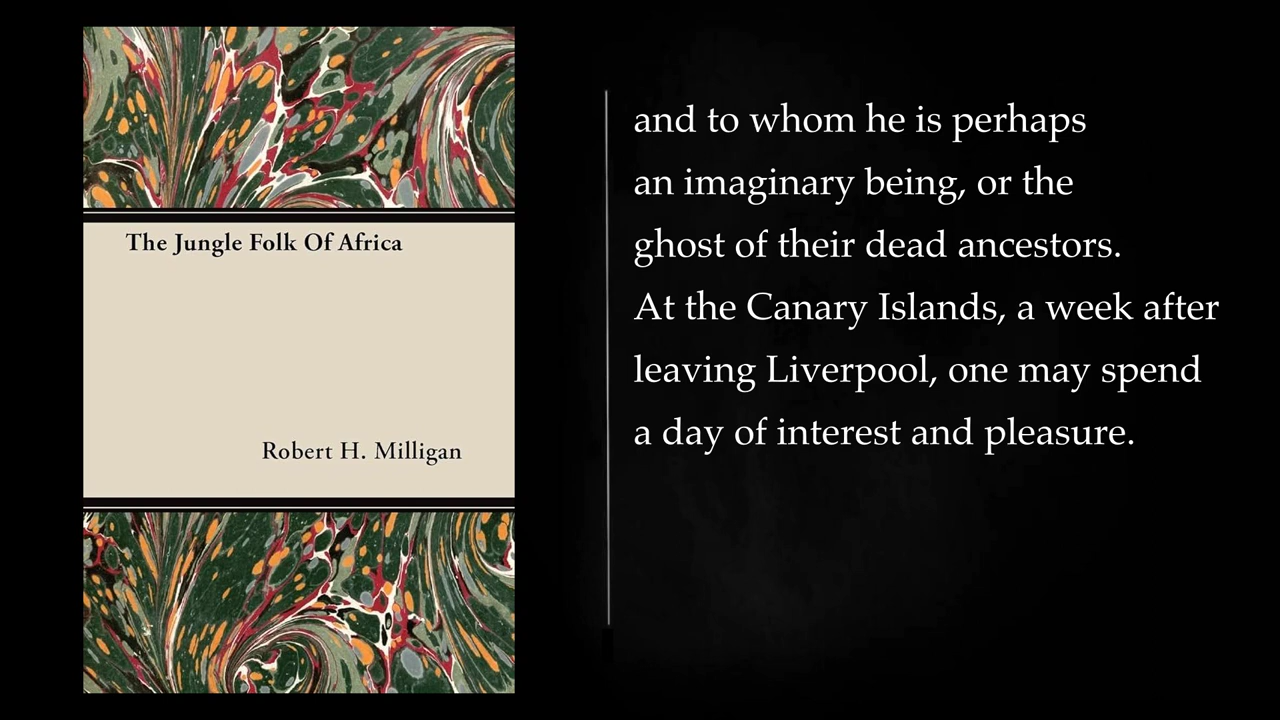 The Jungle Folk Of Africa
Robert H. Milligan
and to whom he is perhaps
an imaginary being, or the
ghost of their dead ancestors.
At the Canary Islands, a week after
leaving Liverpool, one may spend
a day of interest and pleasure.